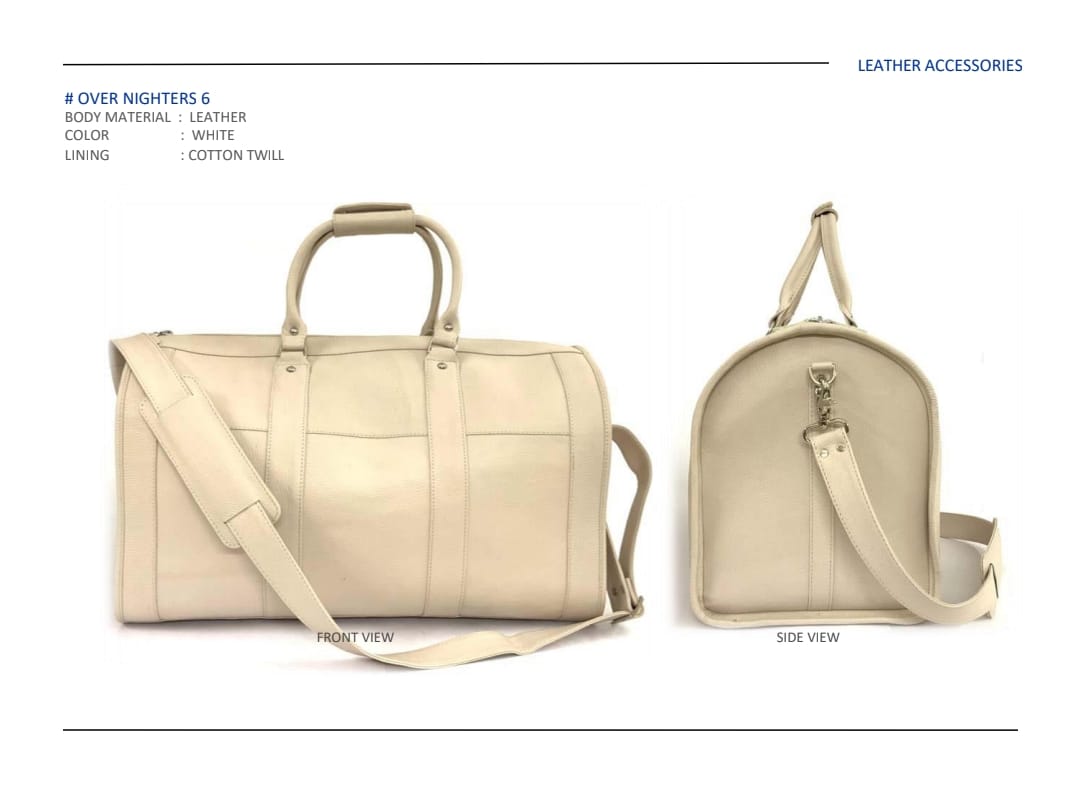 LEATHER ACCESSORIES
# OVER NIGHTERS 6
BODY MATERIAL : LEATHER
COLOR : WHITE
LINING : COTTON TWILL
FRONT VIEW
SIDE VIEW